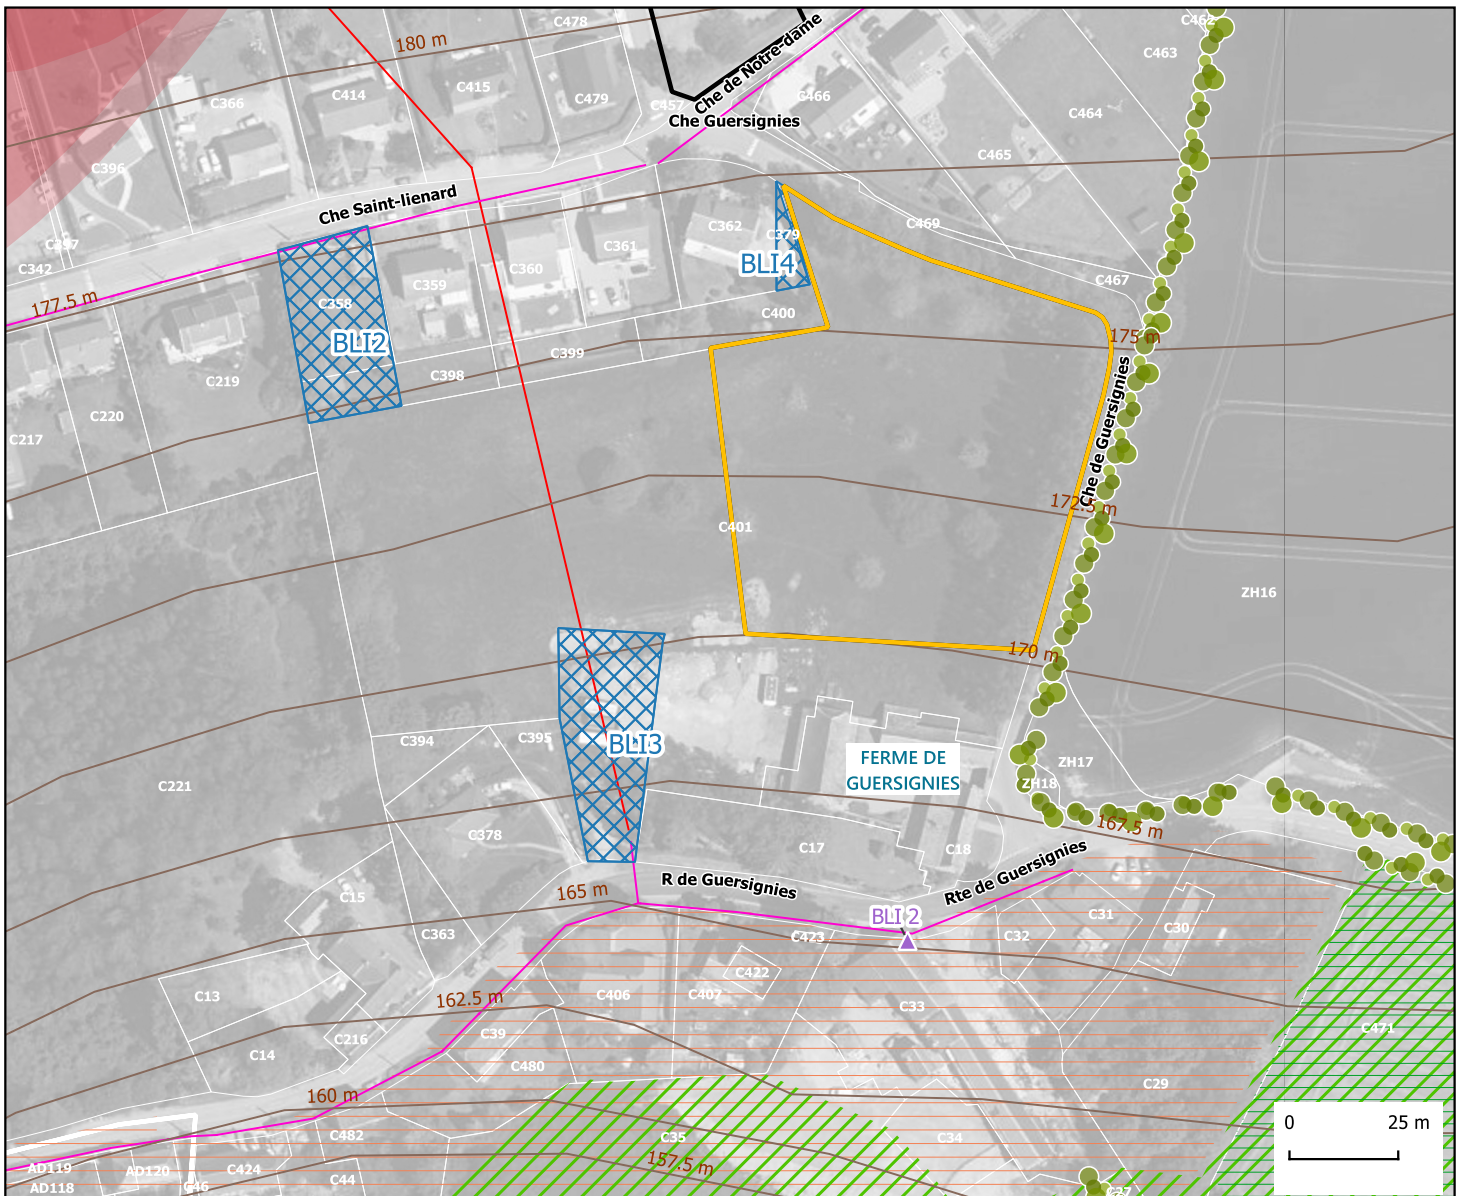 C478
C462
180 m
C463
Che de Notre-dame
C366
C414
C415
C479
C457
C466
C464
Che Guersignies
C465
C396
Che Saint-lienard
C397
C342
C362
C379
C469
C361
C360
C359
BLI4
C467
177.5 m
C358
C400
BLI2
175 m
C399
C398
C219
C220
C217
Che de Guersignies
172.5 m
C401
ZH16
170 m
C394
C395
BLI3
FERME DE
GUERSIGNIES
ZH17
ZH18
C221
C378
C17
C18
167.5 m
R de Guersignies
Rte de Guersignies
165 m
C15
BLI 2
C31
C30
C32
C363
C423
C422
C13
162.5 m
C406
C407
C33
C471
C216
C39
C14
C480
C29
160 m
0 25 m
C482
C35
C34
157.5 m
AD119
AD120
C424
C44
AD118
C46
C37